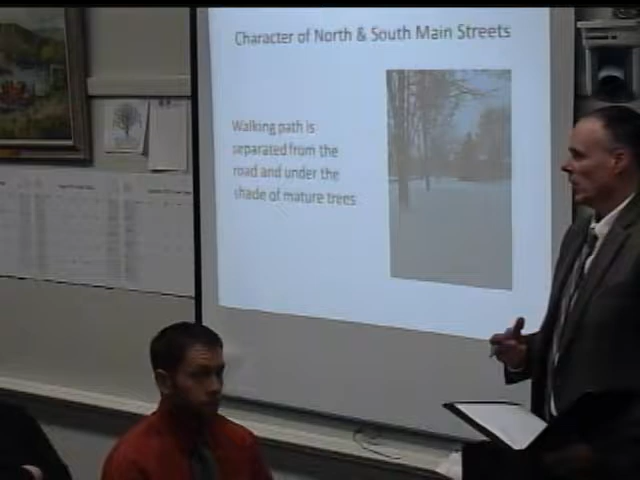 Character of North & South Main Streets
Walking path is
separated from the
road and under the
shade of mature trees